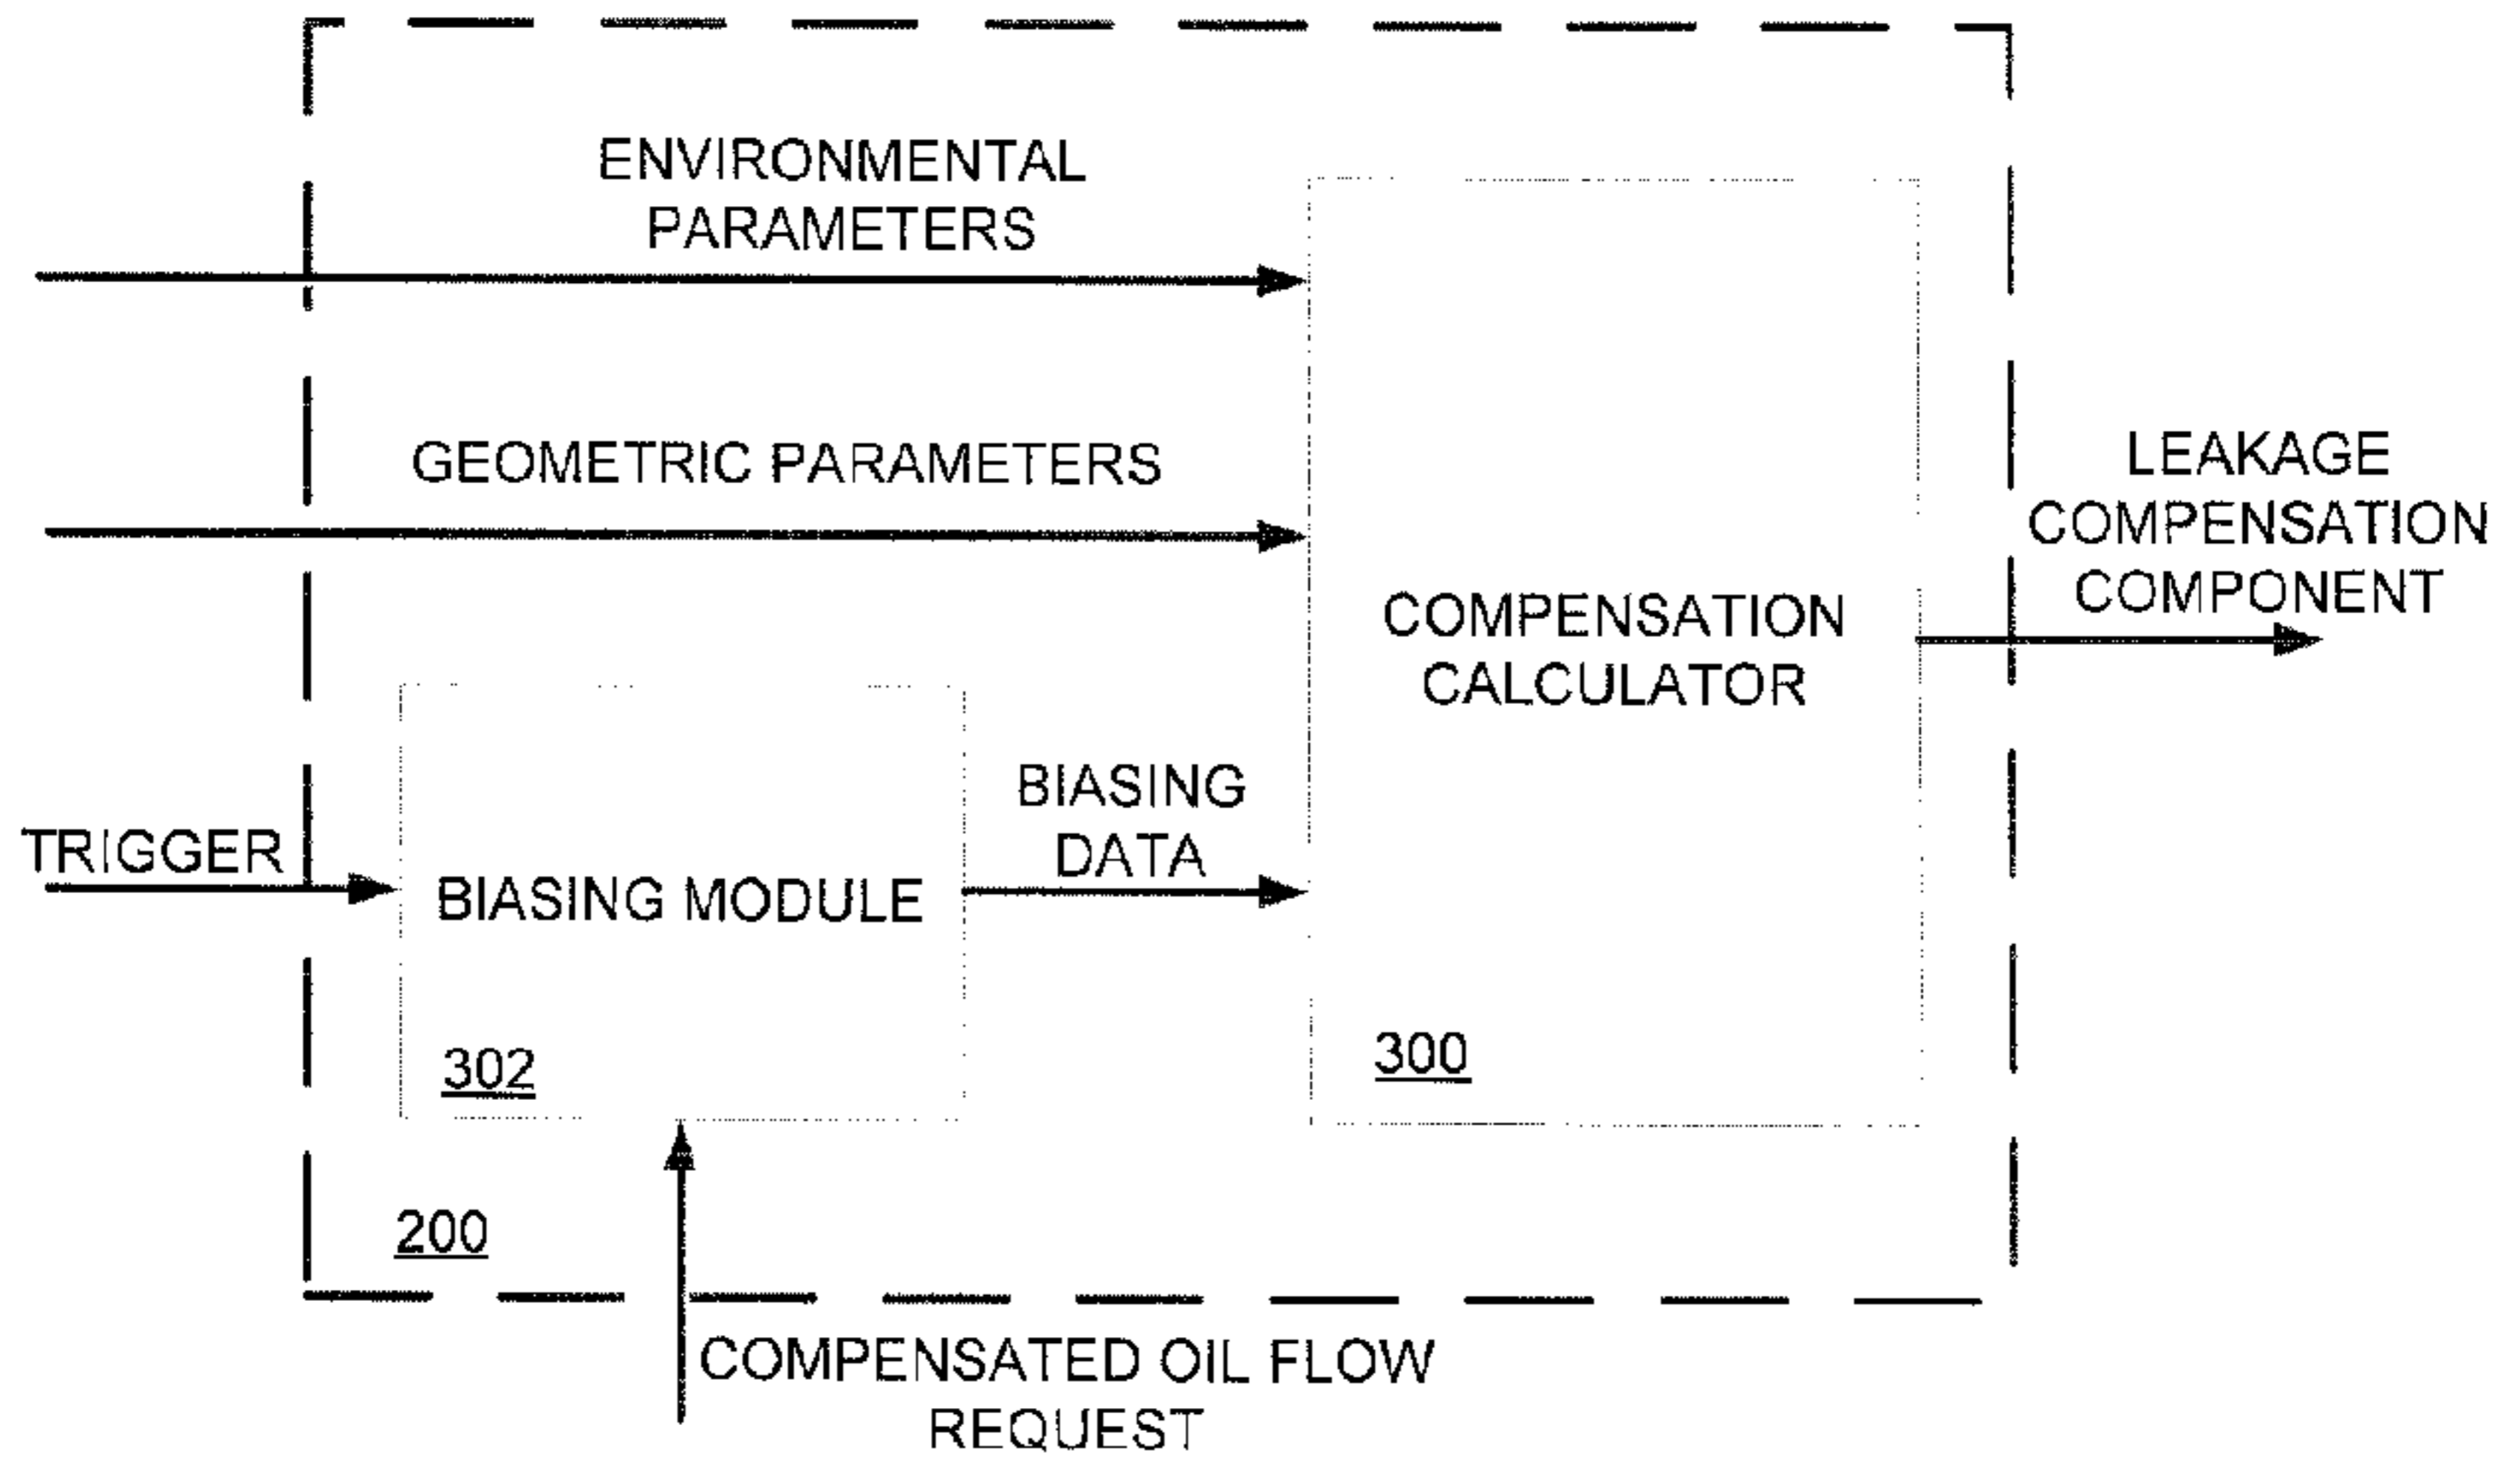 ENVIRONMENTAL
PARAMETERS
GEOMETRIC PARAMETERS
LEAKAGE
COMPENSATION
COMPONENT
COMPENSATION
CALCULATOR
BIASING
DATA
TRIGGER
BIASING MODULE
302
300
200
COMPENSATED OIL FLOW
REQUEST